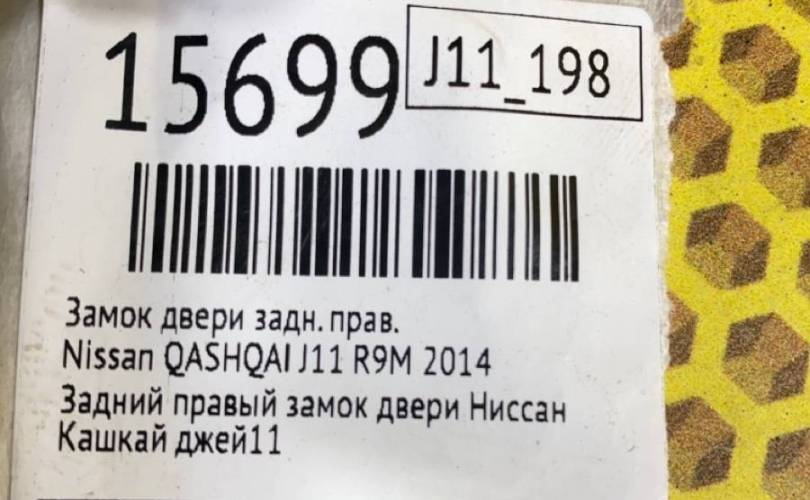 15699
J11_198
Замок двери задн. прав.
Nissan QASHQAI J11 R9M 2014
Задний правый замок двери Ниссан
Кашкай джей11